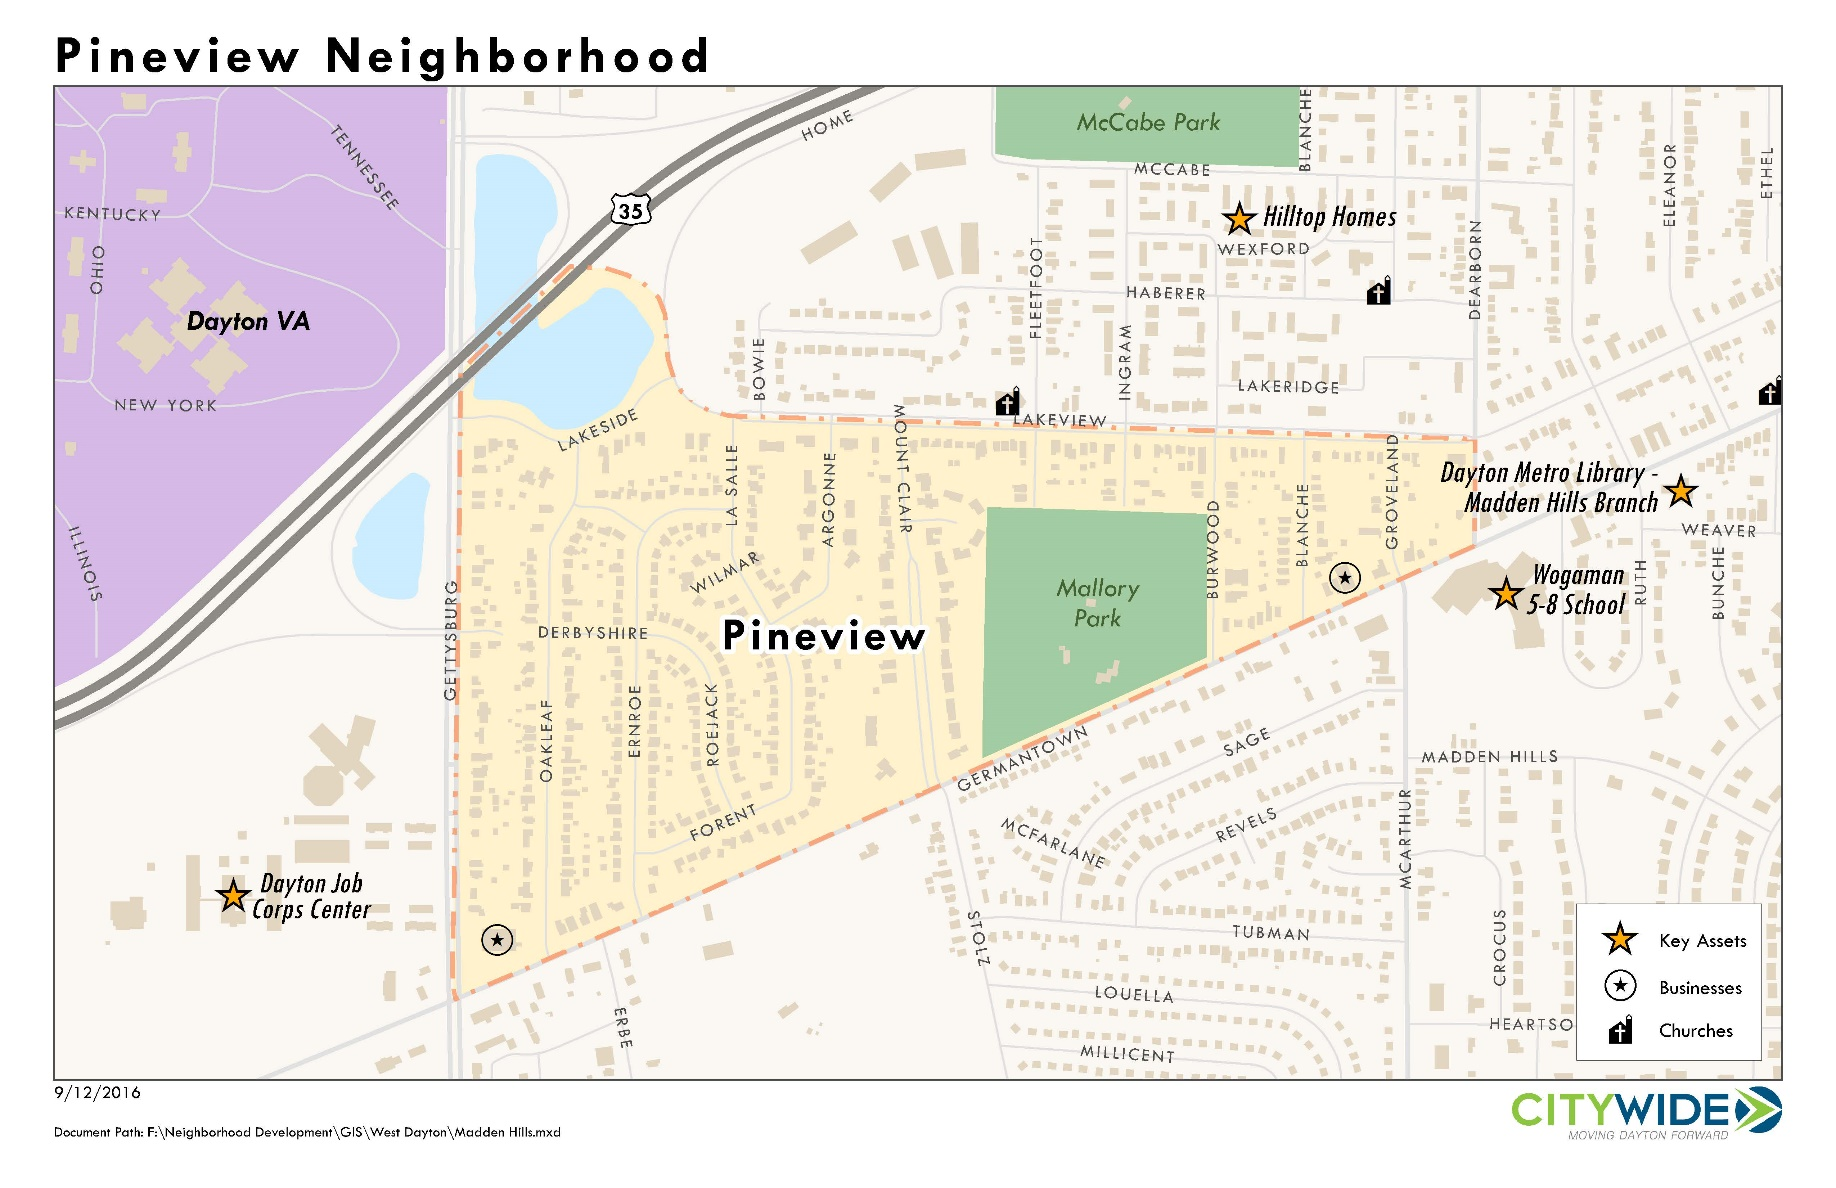 Pineview Neighborhood
McCabe Park
BLANCHE
HOME
TENNESSEE
MCCABE
ELEANOR
ETHEL
KENTUCKY
35
Hilltop Homes
WEXFORD
OHIO
FLEETFOOT
DEARBORN
HABERER
Dayton VA
INGRAM
BOWIE
LAKERIDGE
NEW YORK
LAKESIDE
LAKEVIEW
MOUNT CLAIR
LA SALLE
ARGONNE
GROVELAND
Dayton Metro Library -
Madden Hills Branch
BURWOOD
BLANCHE
WEAVER
ILLINOIS
WILMAR
Mallory
Park
Wogaman
5-8 School
RUTH
BUNCHE
GETTYSBURG
DERBYSHIRE
Pineview
OAKLEAF
ERNROE
ROEJACK
GERMANTOWN
SAGE
MADDEN HILLS
FORENT
MCFARLANE
REVELS
MCARTHUR
Dayton Job
Corps Center
STOLZ
TUBMAN
CROCUS
LOUELLA
ERBE
MILLICENT
HEARTSO
Key Assets
Businesses
Churches
9/12/2016
Document Path: F:\Neighborhood Development\GIS\West Dayton\Madden Hills.mxd
CITYWIDE
MOVING DAYTON FORWARD